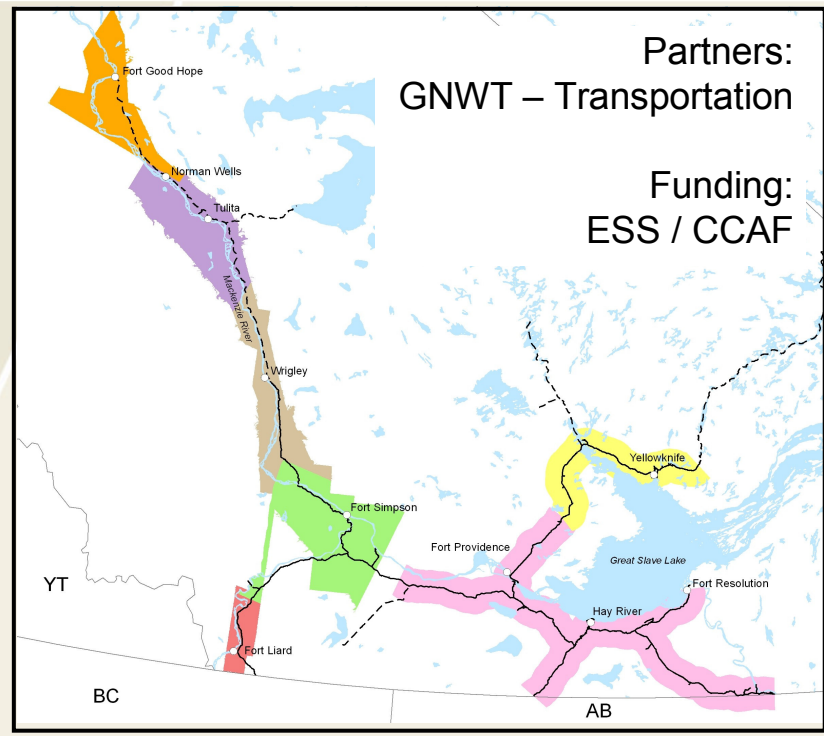 Partners:
GNWT – Transportation
Funding:
ESS / CCAF
Fort Good Hope
Norman Wells
Tulita
Mackenzie River
Wrigley
Yellowknife
Fort Simpson
Fort Providence
Great Slave Lake
Fort Resolution
Hay River
YT
Fort Liard
BC
AB